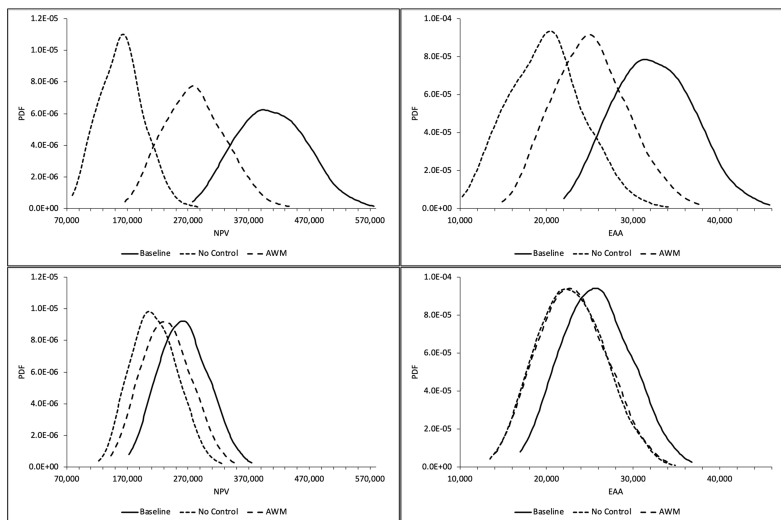 1.2E-05
1.0E-05
8.0E-06
6.0E-06
4.0E-06
2.0E-06
0.0E+00
PDF
70,000 170,000 270,000 370,000 470,000 570,000
NPV
Baseline No Control AWM
1.0E-04
8.0E-05
6.0E-05
4.0E-05
2.0E-05
0.0E+00
PDF
10,000 20,000 30,000 40,000
EAA
Baseline No Control AWM
1.2E-05
1.0E-05
8.0E-06
6.0E-06
4.0E-06
2.0E-06
0.0E+00
PDF
70,000 170,000 270,000 370,000 470,000 570,000
NPV
Baseline No Control AWM
1.0E-04
8.0E-05
6.0E-05
4.0E-05
2.0E-05
0.0E+00
PDF
10,000 20,000 30,000 40,000
EAA
Baseline No Control AWM